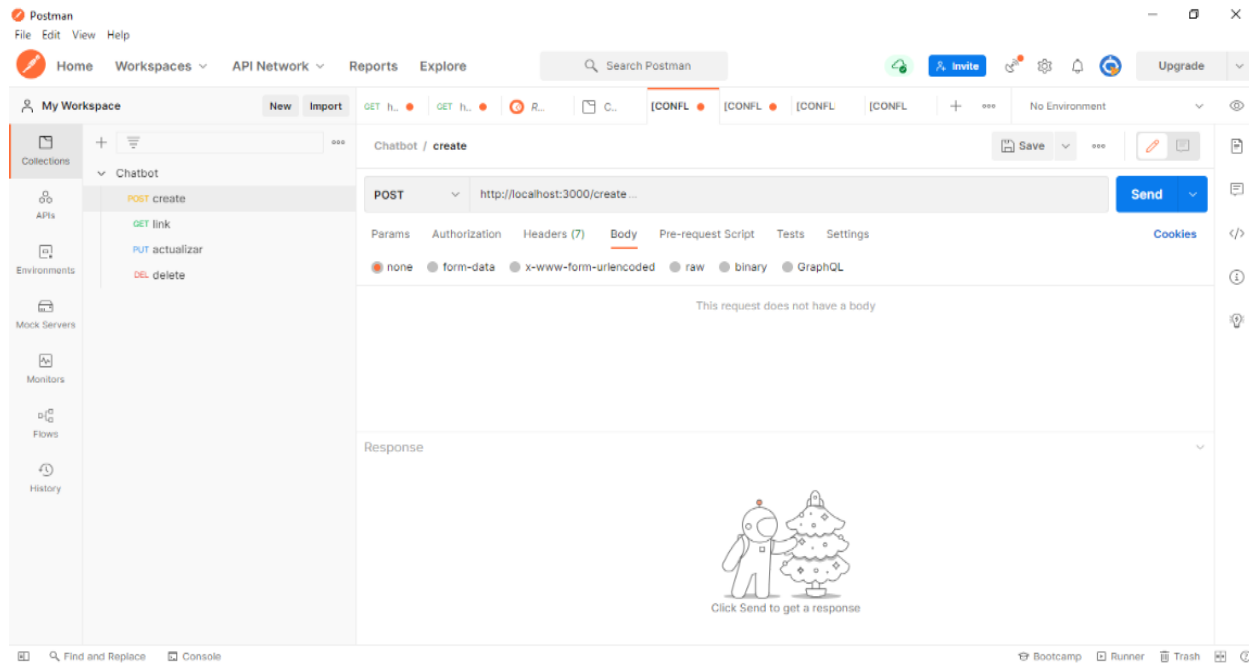 Postman
File Edit View Help
Home Workspaces API Network Reports Explore Search Postman Invite Upgrade
My Workspace New Import GET h.. GET h.. R.. C.. [CONFL [CONFL [CONFL [CONFL No Environment
Collections
Chatbot / create Save
Chatbot
POST create
GET link
PUT actualizar
DEL delete
APIs
Environments
Mock Servers
Monitors
Flows
History
POST http://localhost:3000/create... Send
Params Authorization Headers (7) Body Pre-request Script Tests Settings Cookies
none form-data x-www-form-urlencoded raw binary GraphQL
This request does not have a body
Response
Click Send to get a response
Find and Replace Console Bootcamp Runner Trash